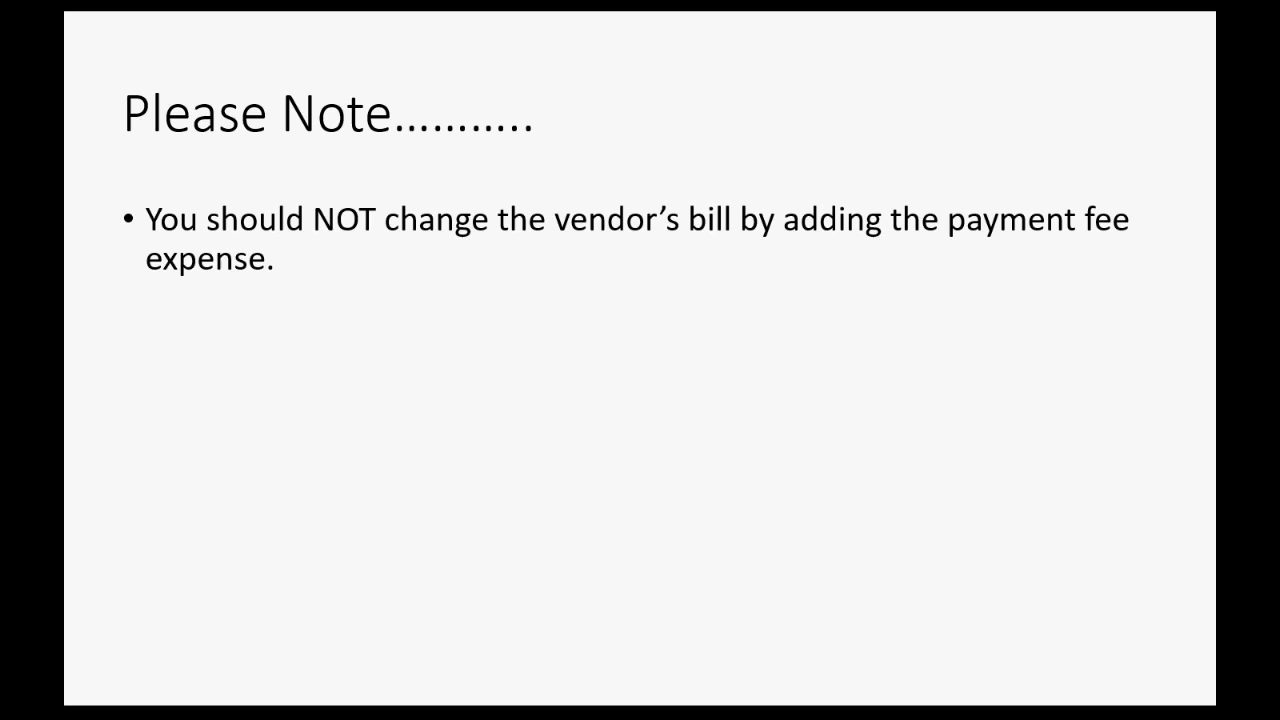 Please Note………..
• You should NOT change the vendor’s bill by adding the payment fee
expense.